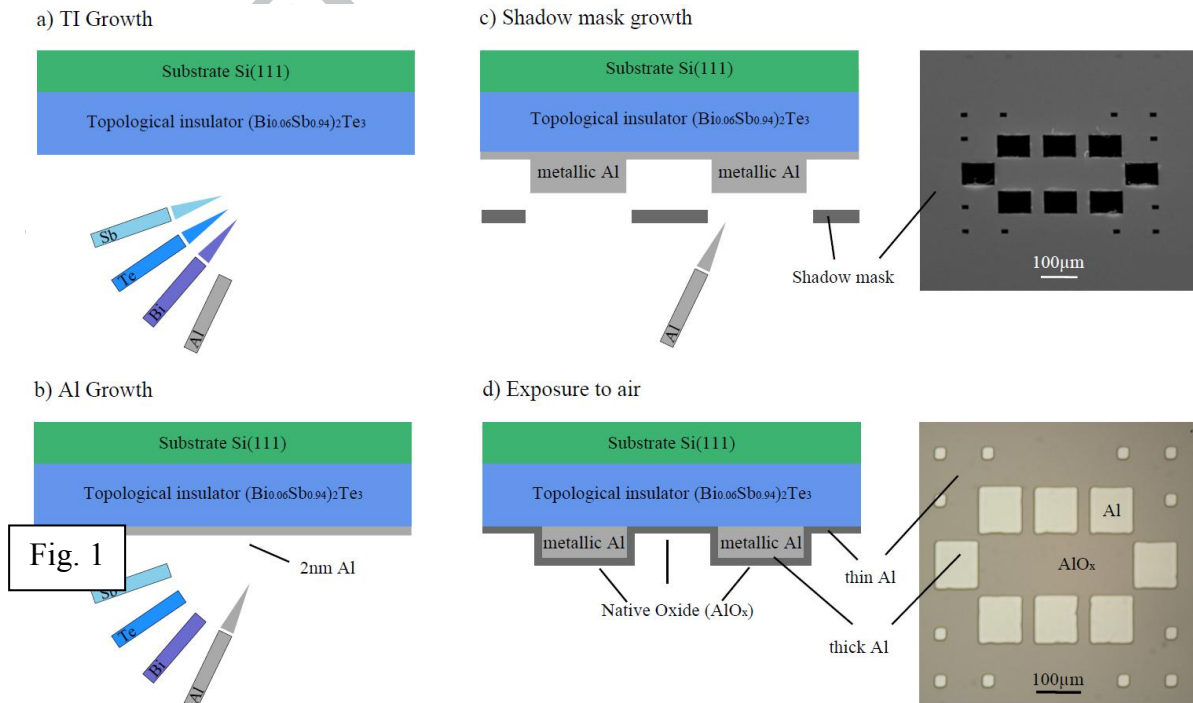 a) TI Growth
Substrate Si(111)
Topological insulator (Bi₀.₀₆Sb₀.₉₄)₂Te₃
Sb
Te
Bi
Al
c) Shadow mask growth
Substrate Si(111)
Topological insulator (Bi₀.₀₆Sb₀.₉₄)₂Te₃
metallic Al
metallic Al
Al
Shadow mask
100μm
b) Al Growth
Substrate Si(111)
Topological insulator (Bi₀.₀₆Sb₀.₉₄)₂Te₃
Fig. 1
2nm Al
Sb
Te
Bi
Al
d) Exposure to air
Substrate Si(111)
Topological insulator (Bi₀.₀₆Sb₀.₉₄)₂Te₃
metallic Al
metallic Al
Native Oxide (AlOₓ)
thin Al
thick Al
Al
AlOₓ
100μm